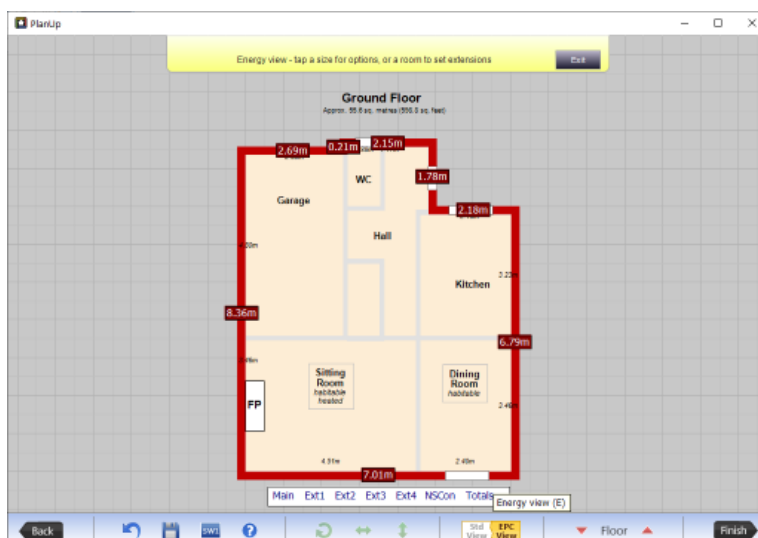 PlanUp
Energy view - tap a size for options, or a room to set extensions
Exit
Ground Floor
2.69m
0.21m
2.15m
WC
1.78m
Garage
2.18m
Hall
Kitchen
8.36m
6.79m
Sitting
Room
habitable
heated
Dining
Room
habitable
FP
7.01m
Main Ext1 Ext2 Ext3 Ext4 NSCon Totals
Energy view (E)
Back
SW1
?
Std
View
EPC
View
Floor
Finish